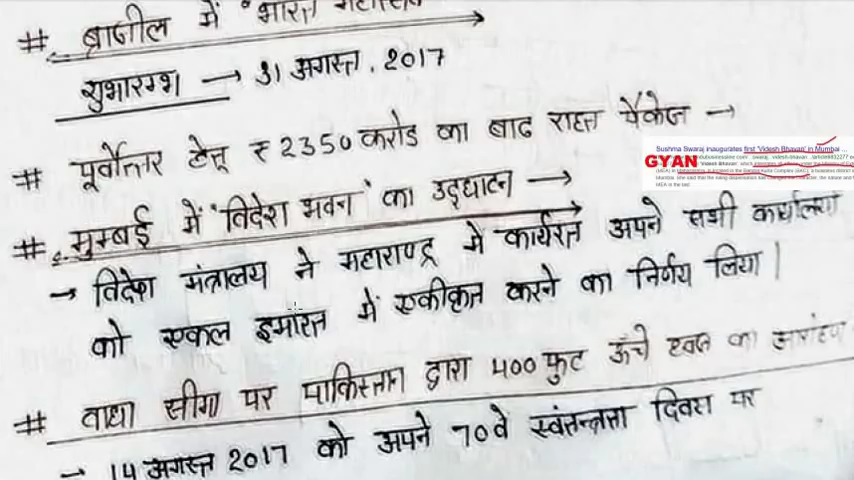 # ब्राजील में 'भारत महोत्सव
शुभारम्भ → 31 अगस्त, 2017
# पूर्वोत्तर हेतू ₹ 2350 करोड का बाढ राहत पैकेज →
Sushma Swaraj inaugurates first 'Videsh Bhavan' in Mumbai ...
GYAN
# मुम्बई में 'विदेश भवन' का उद्घाटन →
→ विदेश मंत्रालय ने महाराष्ट्र में कार्यरत अपने सभी कार्यालयों
को एकल इमारत में एकीकृत करने का निर्णय लिया |
# वाघा सीमा पर पाकिस्तान द्वारा 400 फुट ऊंचे ध्वज का आरोहण
→ 14 अगस्त 2017 को अपने 70वे स्वंतन्त्रता दिवस पर